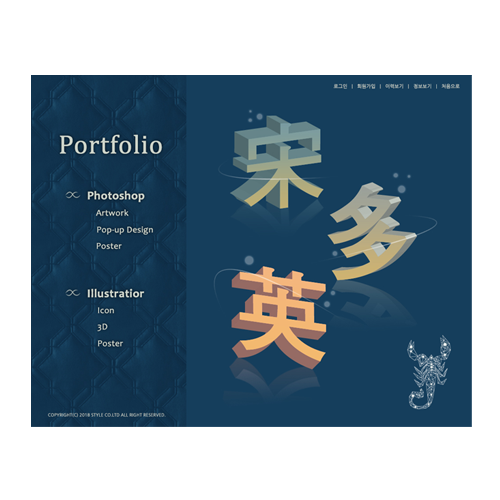 로그인 | 회원가입 | 이력보기 | 정보보기 | 처음으로
Portfolio
Photoshop
Artwork
Pop-up Design
Poster
Illustratior
Icon
3D
Poster
宋
多
英
COPYRIGHT(C) 2018 STYLE CO.LTD ALL RIGHT RESERVED.